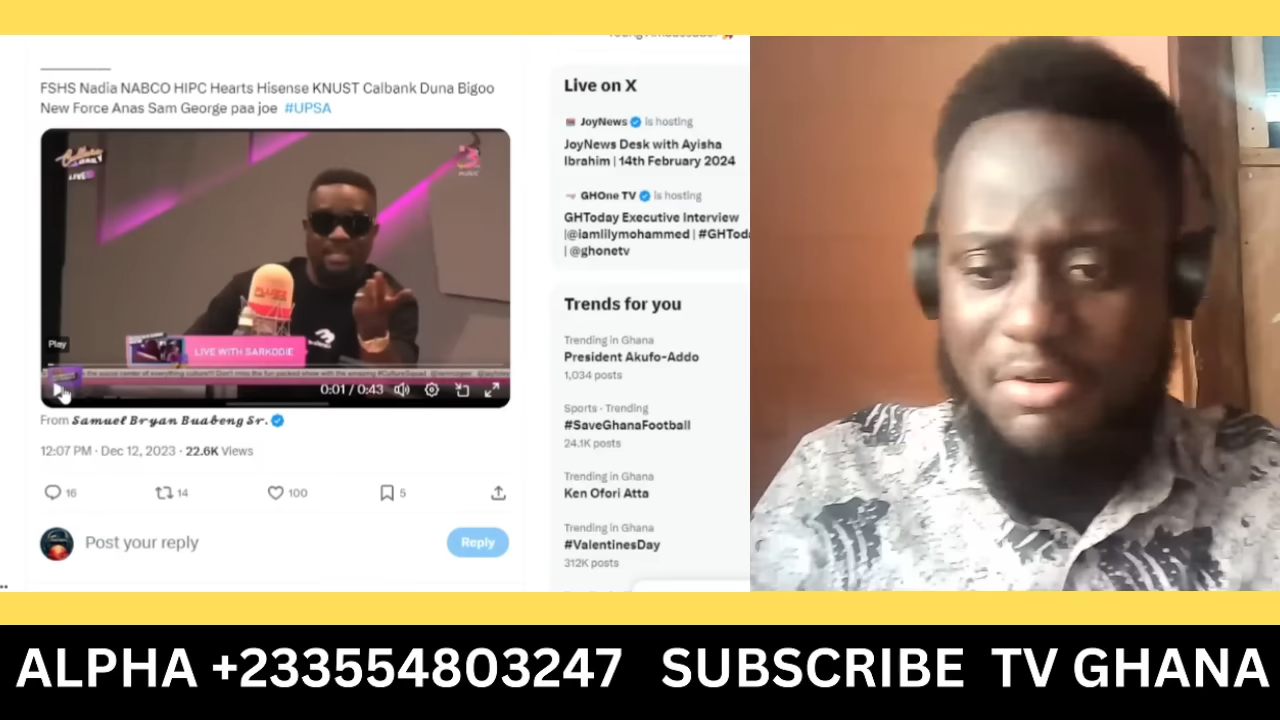 FSHS Nadia NABCO HIPC Hearts Hisense KNUST Calbank Duna Bigoo
New Force Anas Sam George paa joe #UPSA
LIVE
3
MUSIC
Play
LIVE WITH SARKODIE
0:01 / 0:43
From Samuel Bryan Buabeng Sr.
12:07 PM · Dec 12, 2023 · 22.6K Views
16
14
100
5
Post your reply
Reply
Live on X
JoyNews is hosting
JoyNews Desk with Ayisha
Ibrahim | 14th February 2024
GHOne TV is hosting
GHToday Executive Interview
|@iamlilymohammed | #GHToda
| @ghonetv
Trends for you
Trending in Ghana
President Akufo-Addo
1,034 posts
Sports · Trending
#SaveGhanaFootball
24.1K posts
Trending in Ghana
Ken Ofori Atta
Trending in Ghana
#ValentinesDay
312K posts
ALPHA +233554803247 SUBSCRIBE TV GHANA